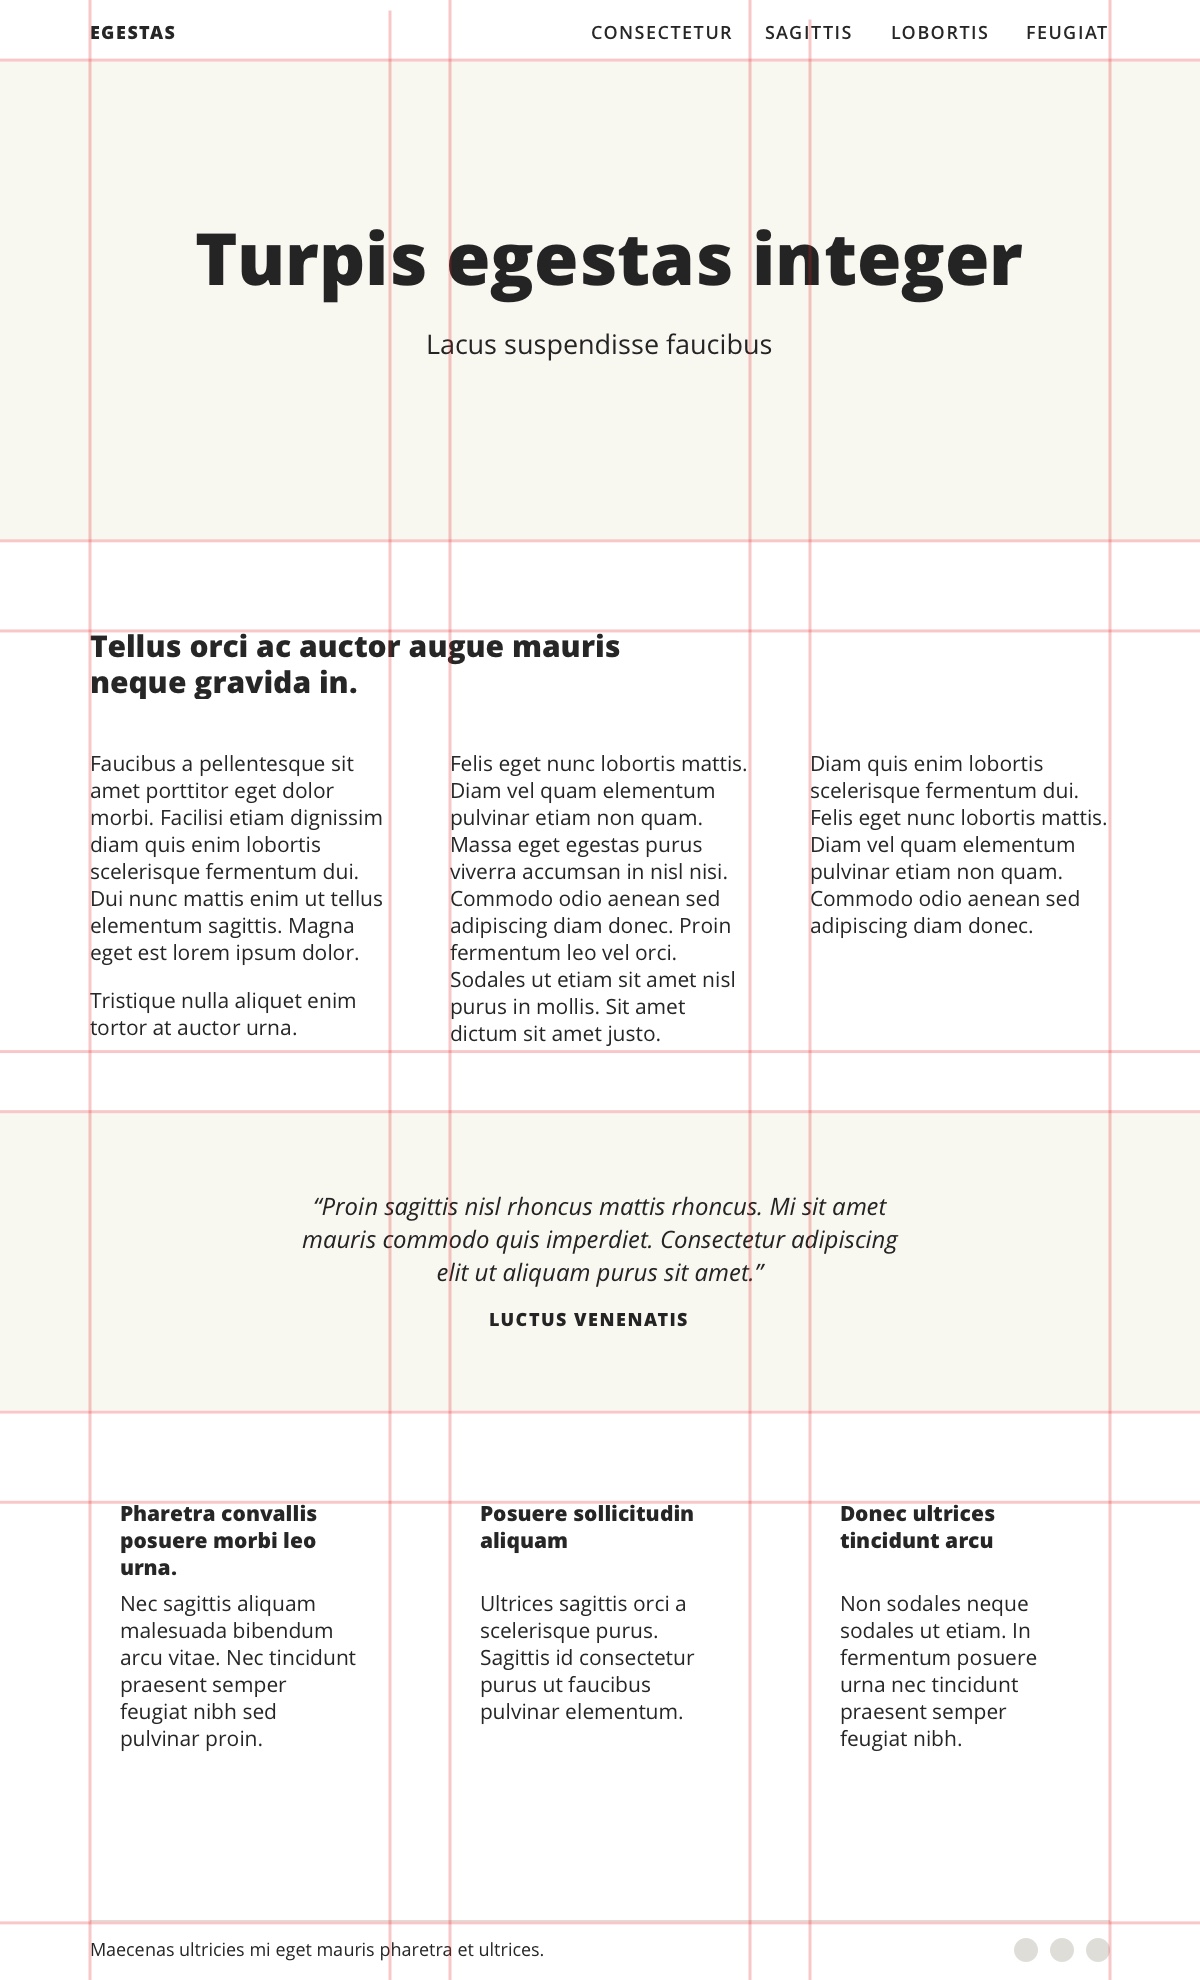 EGESTAS CONSECTETUR SAGITTIS LOBORTIS FEUGIAT
Turpis egestas integer
Lacus suspendisse faucibus
Tellus orci ac auctor augue mauris
neque gravida in.
Faucibus a pellentesque sit
amet porttitor eget dolor
morbi. Facilisi etiam dignissim
diam quis enim lobortis
scelerisque fermentum dui.
Dui nunc mattis enim ut tellus
elementum sagittis. Magna
eget est lorem ipsum dolor.
Tristique nulla aliquet enim
tortor at auctor urna.
Felis eget nunc lobortis mattis.
Diam vel quam elementum
pulvinar etiam non quam.
Massa eget egestas purus
viverra accumsan in nisl nisi.
Commodo odio aenean sed
adipiscing diam donec. Proin
fermentum leo vel orci.
Sodales ut etiam sit amet nisl
purus in mollis. Sit amet
dictum sit amet justo.
Diam quis enim lobortis
scelerisque fermentum dui.
Felis eget nunc lobortis mattis.
Diam vel quam elementum
pulvinar etiam non quam.
Commodo odio aenean sed
adipiscing diam donec.
“Proin sagittis nisl rhoncus mattis rhoncus. Mi sit amet
mauris commodo quis imperdiet. Consectetur adipiscing
elit ut aliquam purus sit amet.”
LUCTUS VENENATIS
Pharetra convallis
posuere morbi leo
urna.
Nec sagittis aliquam
malesuada bibendum
arcu vitae. Nec tincidunt
praesent semper
feugiat nibh sed
pulvinar proin.
Posuere sollicitudin
aliquam
Ultrices sagittis orci a
scelerisque purus.
Sagittis id consectetur
purus ut faucibus
pulvinar elementum.
Donec ultrices
tincidunt arcu
Non sodales neque
sodales ut etiam. In
fermentum posuere
urna nec tincidunt
praesent semper
feugiat nibh.
Maecenas ultricies mi eget mauris pharetra et ultrices.